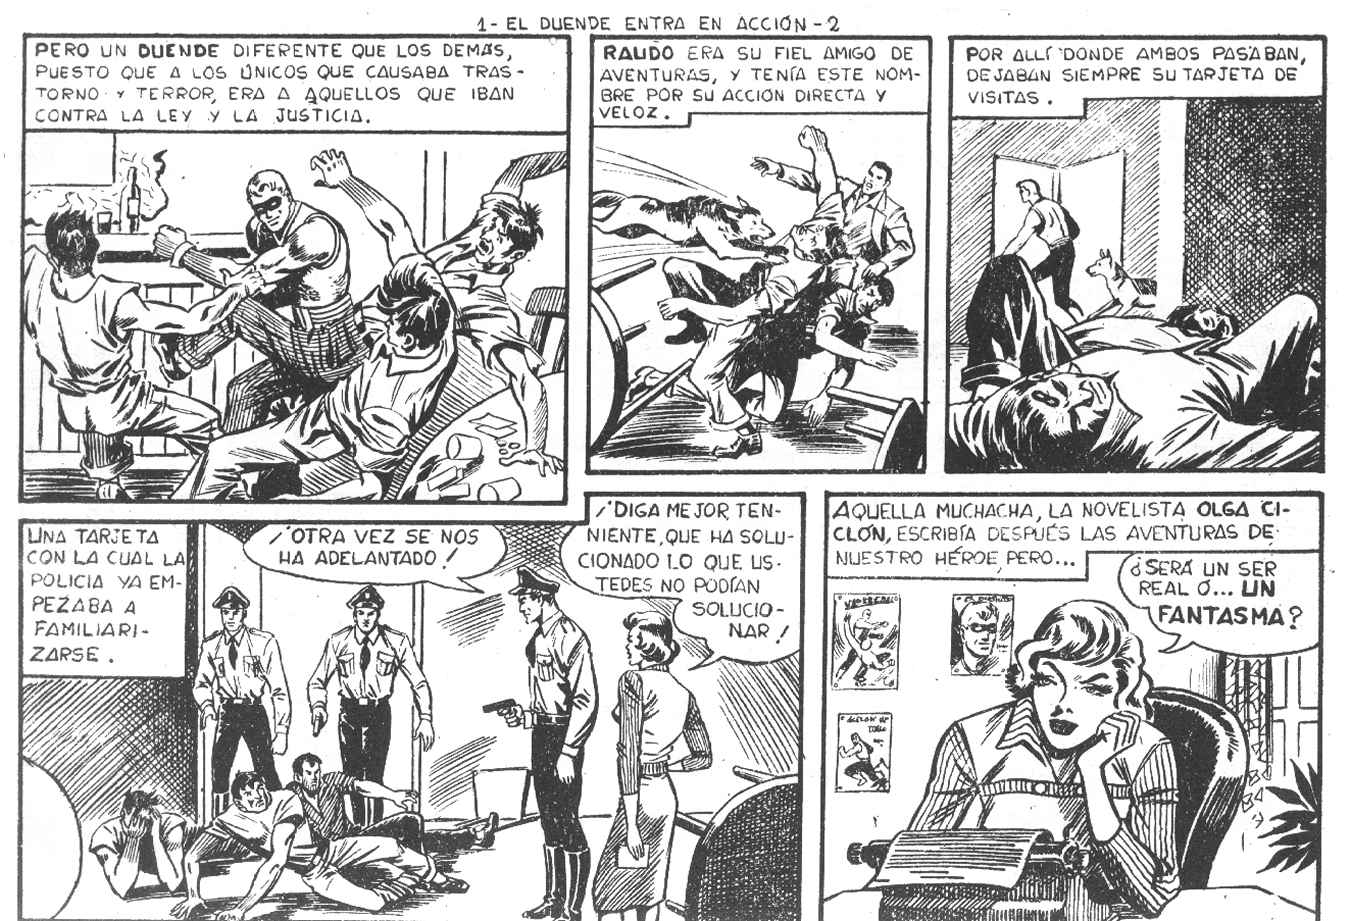 1 - EL DUENDE ENTRA EN ACCIÓN - 2
PERO UN DUENDE DIFERENTE QUE LOS DEMÁS,
PUESTO QUE A LOS ÚNICOS QUE CAUSABA TRAS-
TORNO Y TERROR, ERA A AQUELLOS QUE IBAN
CONTRA LA LEY Y LA JUSTICIA.
RAUDO ERA SU FIEL AMIGO DE
AVENTURAS, Y TENÍA ESTE NOM-
BRE POR SU ACCIÓN DIRECTA Y
VELOZ.
POR ALLÍ DONDE AMBOS PASABAN,
DEJABAN SIEMPRE SU TARJETA DE
VISITAS.
UNA TARJETA
CON LA CUAL LA
POLICIA YA EM-
PEZABA A
FAMILIARI-
ZARSE.
¡OTRA VEZ SE NOS
HA ADELANTADO!
¡DIGA MEJOR, TEN-
NIENTE, QUE HA SOLU-
CIONADO LO QUE US-
TEDES NO PODÍAN
SOLUCIO-
NAR!
AQUELLA MUCHACHA, LA NOVELISTA OLGA CI-
CLÓN, ESCRIBÍA DESPUÉS LAS AVENTURAS DE
NUESTRO HÉROE, PERO...
¿SERÁ UN SER
REAL Ó... UN
FANTASMA?